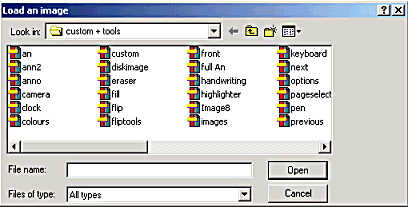 Load an image
Look in: custom + tools
an custom front keyboard
ann2 diskimage full An next
anno eraser handwriting options
camera fill highlighter pageselect
clock flip Image8 pen
colours fliptools images previous
File name: Open
Files of type: All types Cancel